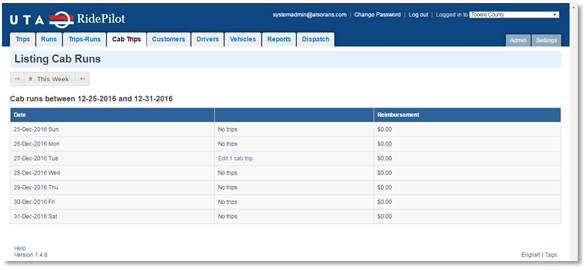 UTA RidePilot
systemadmin@alsorans.com | Change Password | Log out | Logged in to Tooele County
Trips Runs Trips-Runs Cab Trips Customers Drivers Vehicles Reports Dispatch Admin Settings
Listing Cab Runs
This Week
Cab runs between 12-25-2016 and 12-31-2016
Date Reimbursement
25-Dec-2016 Sun No trips $0.00
26-Dec-2016 Mon No trips $0.00
27-Dec-2016 Tue Edit 1 cab trip $0.00
28-Dec-2016 Wed No trips $0.00
29-Dec-2016 Thu No trips $0.00
30-Dec-2016 Fri No trips $0.00
31-Dec-2016 Sat No trips $0.00
Help
Version 1.4.8 English | Tags